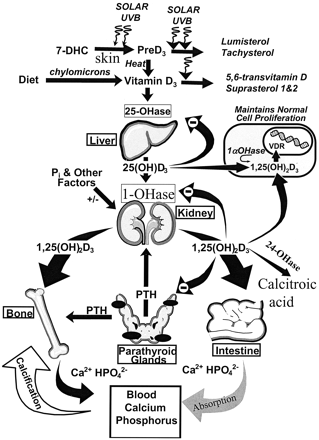 SOLAR UVB
SOLAR UVB
7-DHC
skin
PreD3
Lumisterol
Tachysterol
Heat
Diet
chylomicrons
Vitamin D3
5,6-transvitamin D
Suprasterol 1&2
25-OHase
Maintains Normal
Cell Proliferation
Liver
VDR
1αOHase
1,25(OH)2D3
25(OH)D3
Pi & Other
Factors
+/-
1-OHase
Kidney
1,25(OH)2D3
1,25(OH)2D3
24-OHase
Calcitroic
acid
Bone
PTH
PTH
Parathyroid
Glands
Intestine
Calcification
Ca2+ HPO42-
Ca2+ HPO42-
Absorption
Blood
Calcium
Phosphorus